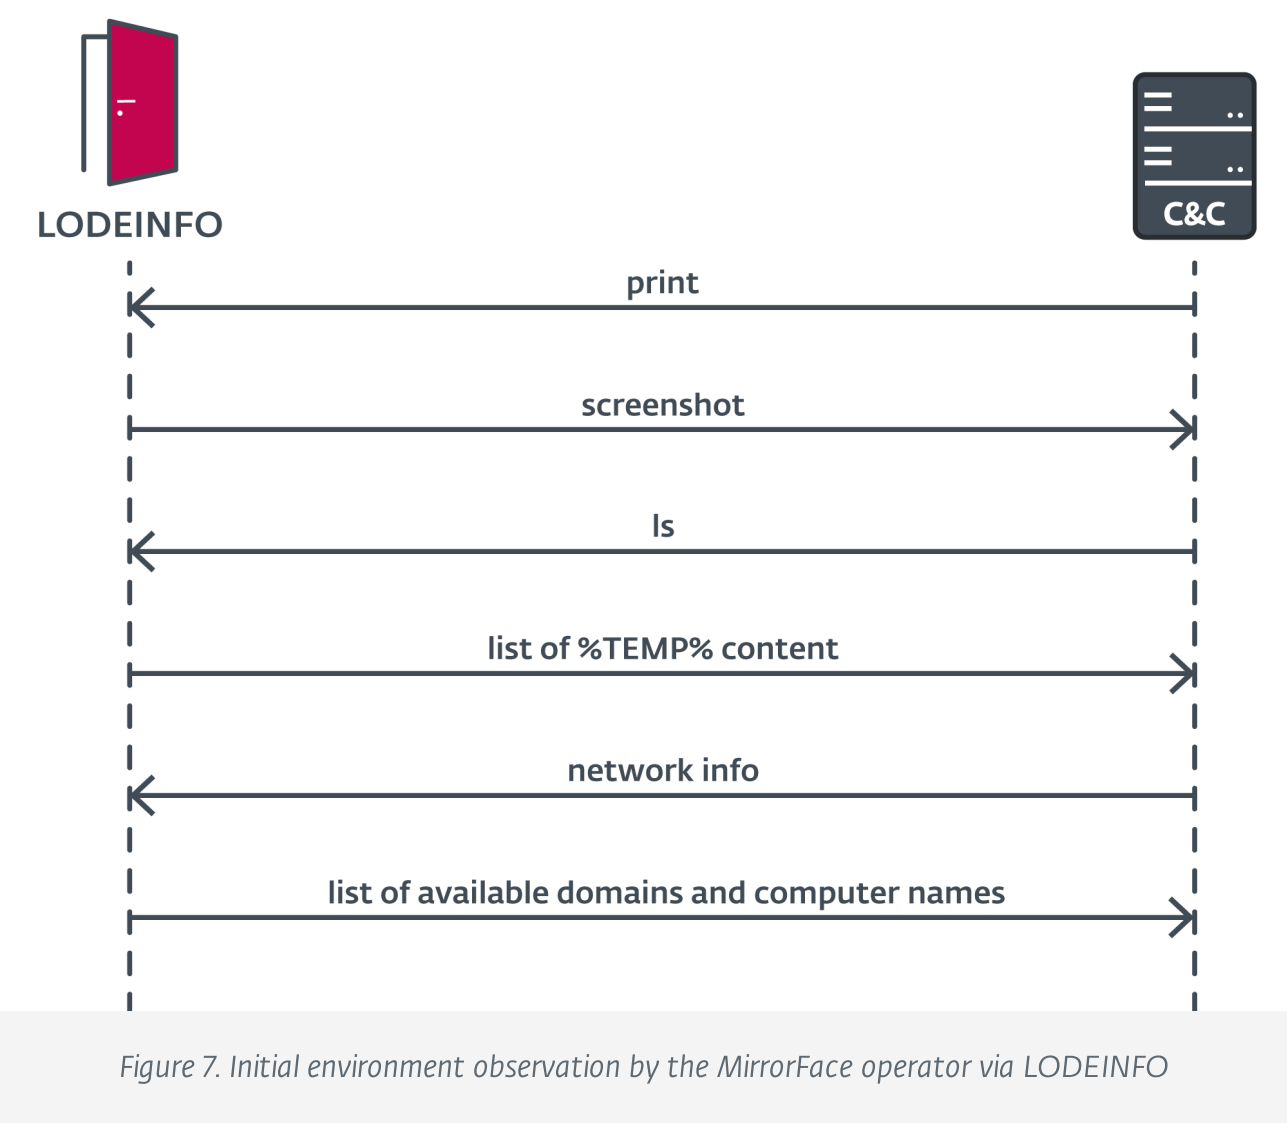 LODEINFO
C&C
print
screenshot
ls
list of %TEMP% content
network info
list of available domains and computer names
Figure 7. Initial environment observation by the MirrorFace operator via LODEINFO